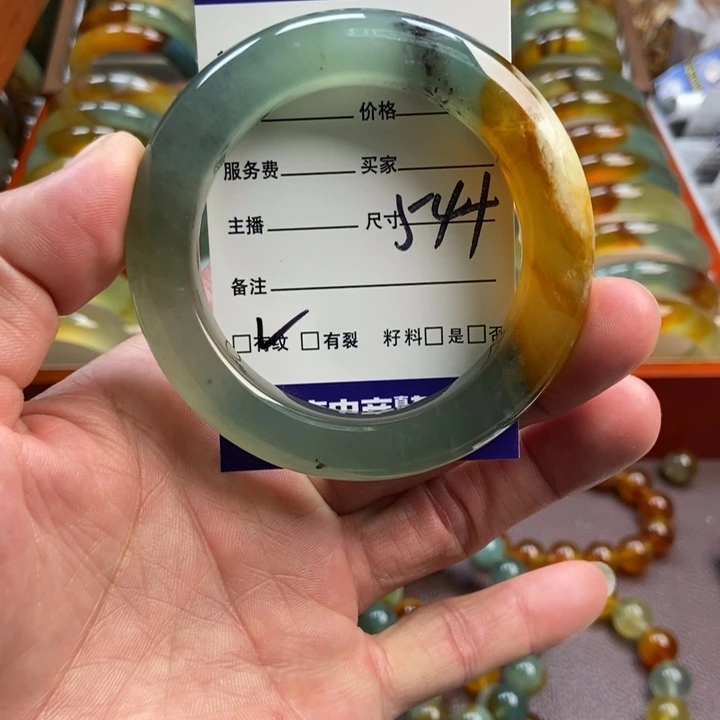 价格
服务费 买家
主播 尺寸 544
备注
□有纹 □有裂 籽料□是□否